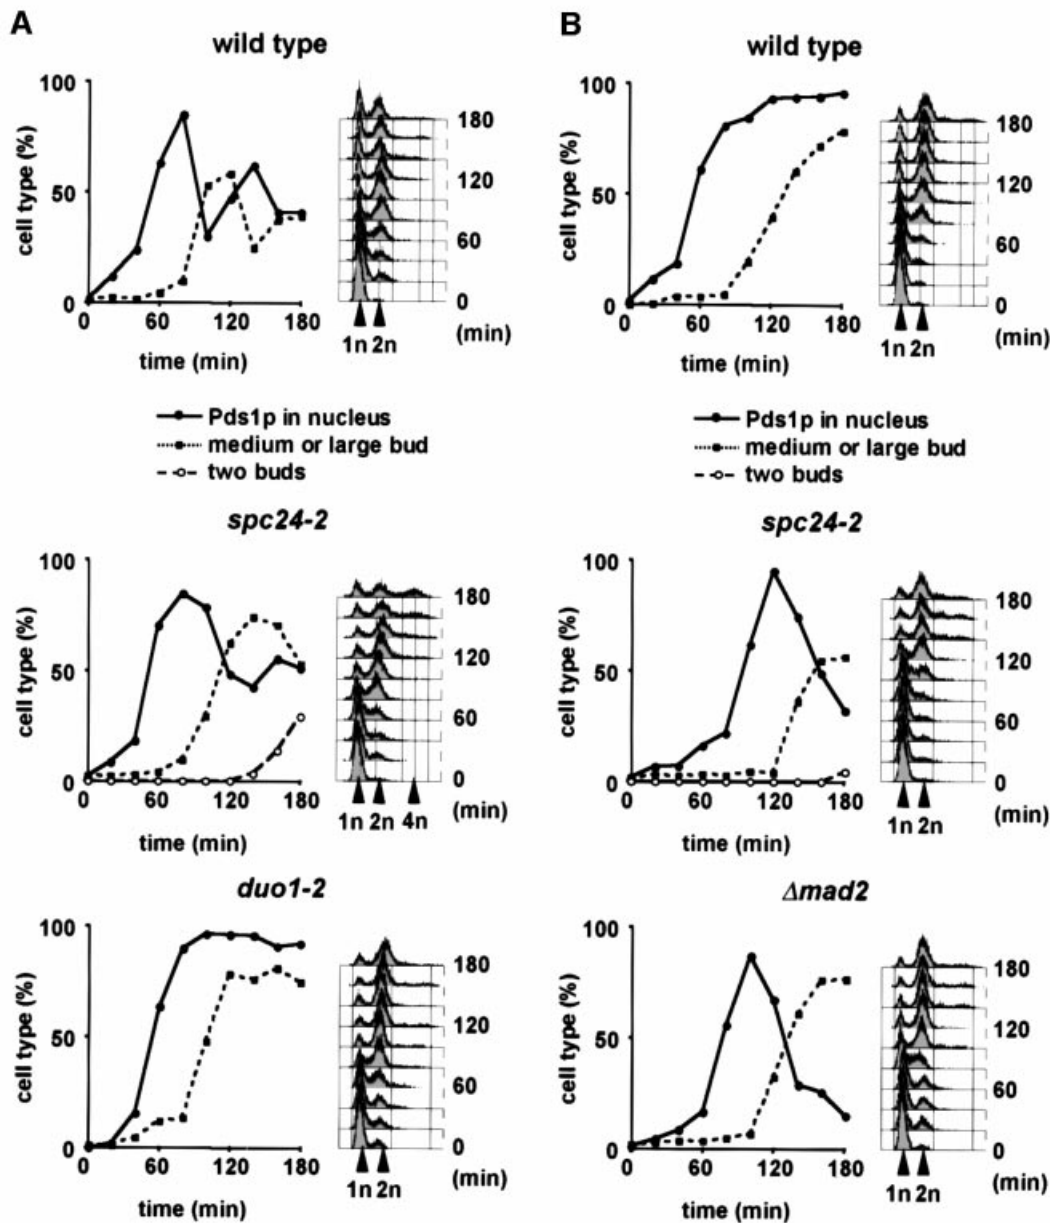 A
wild type
100
50
0
cell type (%)
0 60 120 180
time (min)
180
120
60
0
1n 2n (min)
Pds1p in nucleus
medium or large bud
two buds
spc24-2
100
50
0
cell type (%)
0 60 120 180
time (min)
180
120
60
0
1n 2n 4n (min)
duo1-2
100
50
0
cell type (%)
0 60 120 180
time (min)
180
120
60
0
1n 2n (min)
B
wild type
100
50
0
cell type (%)
0 60 120 180
time (min)
180
120
60
0
1n 2n (min)
Pds1p in nucleus
medium or large bud
two buds
spc24-2
100
50
0
cell type (%)
0 60 120 180
time (min)
180
120
60
0
1n 2n (min)
Δmad2
100
50
0
cell type (%)
0 60 120 180
time (min)
180
120
60
0
1n 2n (min)